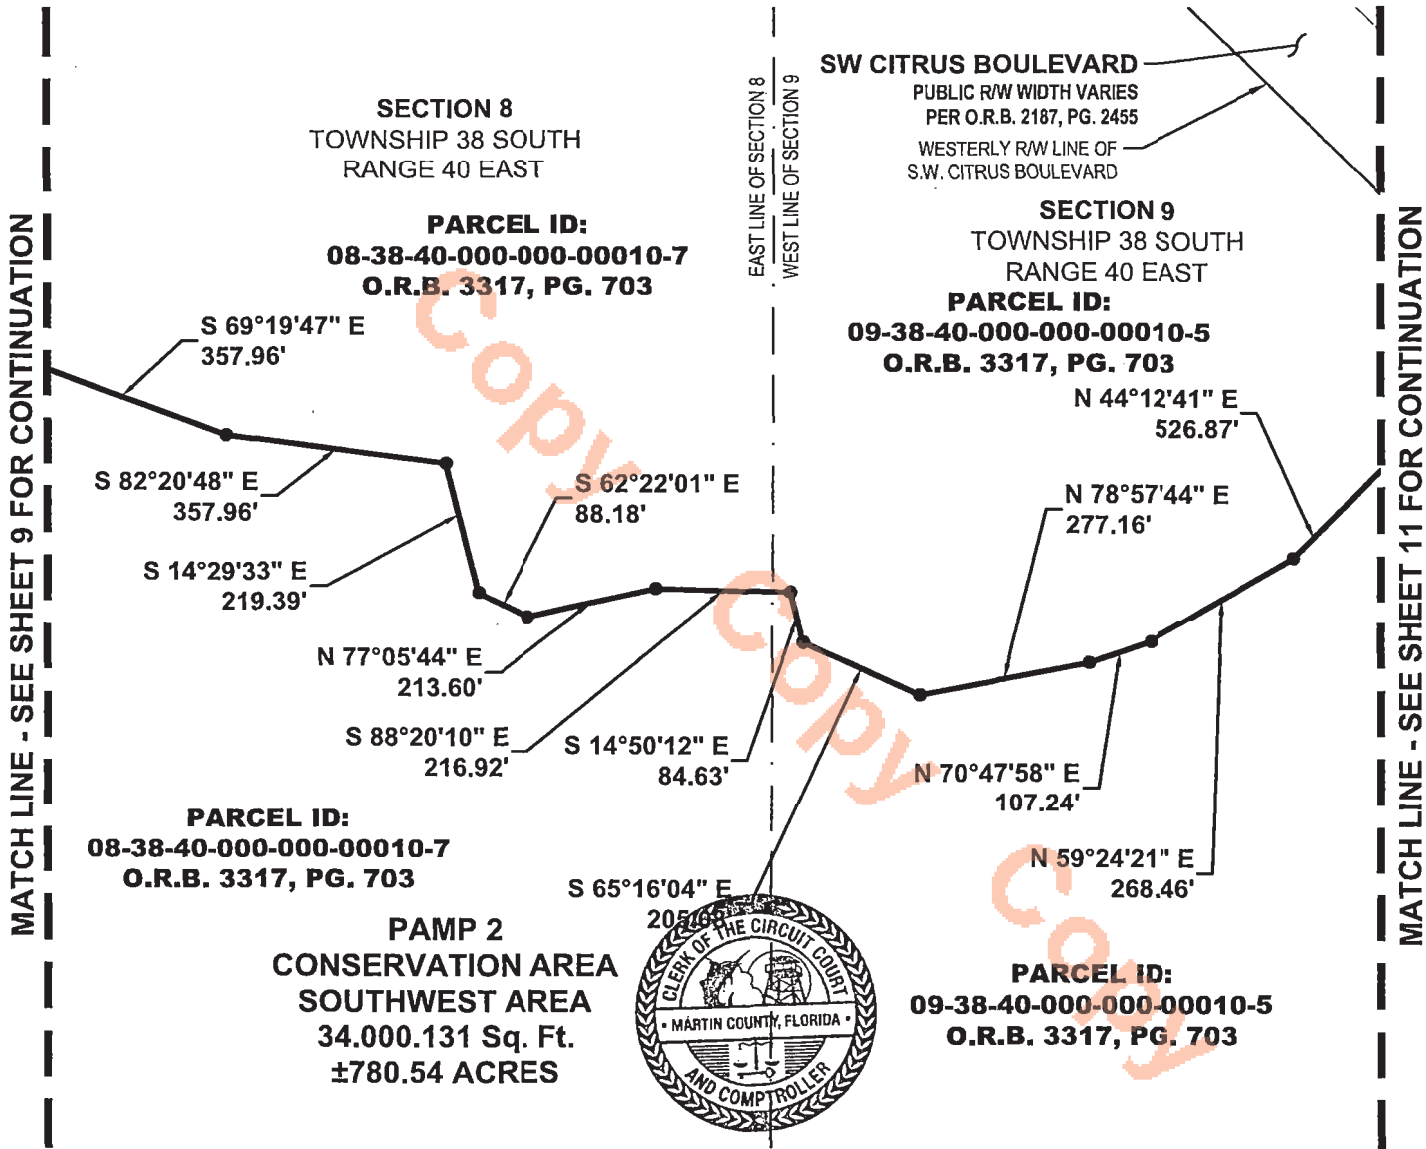 SW CITRUS BOULEVARD
PUBLIC R/W WIDTH VARIES
PER O.R.B. 2187, PG. 2455
WESTERLY R/W LINE OF
S.W. CITRUS BOULEVARD
SECTION 8
TOWNSHIP 38 SOUTH
RANGE 40 EAST
PARCEL ID:
08-38-40-000-000-00010-7
O.R.B. 3317, PG. 703
EAST LINE OF SECTION 8
WEST LINE OF SECTION 9
SECTION 9
TOWNSHIP 38 SOUTH
RANGE 40 EAST
PARCEL ID:
09-38-40-000-000-00010-5
O.R.B. 3317, PG. 703
MATCH LINE - SEE SHEET 9 FOR CONTINUATION
MATCH LINE - SEE SHEET 11 FOR CONTINUATION
S 69°19'47" E
357.96'
N 44°12'41" E
526.87'
S 82°20'48" E
357.96'
S 62°22'01" E
88.18'
N 78°57'44" E
277.16'
S 14°29'33" E
219.39'
N 77°05'44" E
213.60'
S 88°20'10" E
216.92'
S 14°50'12" E
84.63'
N 70°47'58" E
107.24'
N 59°24'21" E
268.46'
S 65°16'04" E
PARCEL ID:
08-38-40-000-000-00010-7
O.R.B. 3317, PG. 703
PAMP 2
CONSERVATION AREA
SOUTHWEST AREA
34.000.131 Sq. Ft.
±780.54 ACRES
CLERK OF THE CIRCUIT COURT
• MARTIN COUNTY, FLORIDA •
AND COMPTROLLER
PARCEL ID:
09-38-40-000-000-00010-5
O.R.B. 3317, PG. 703
Copy
Copy
Copy